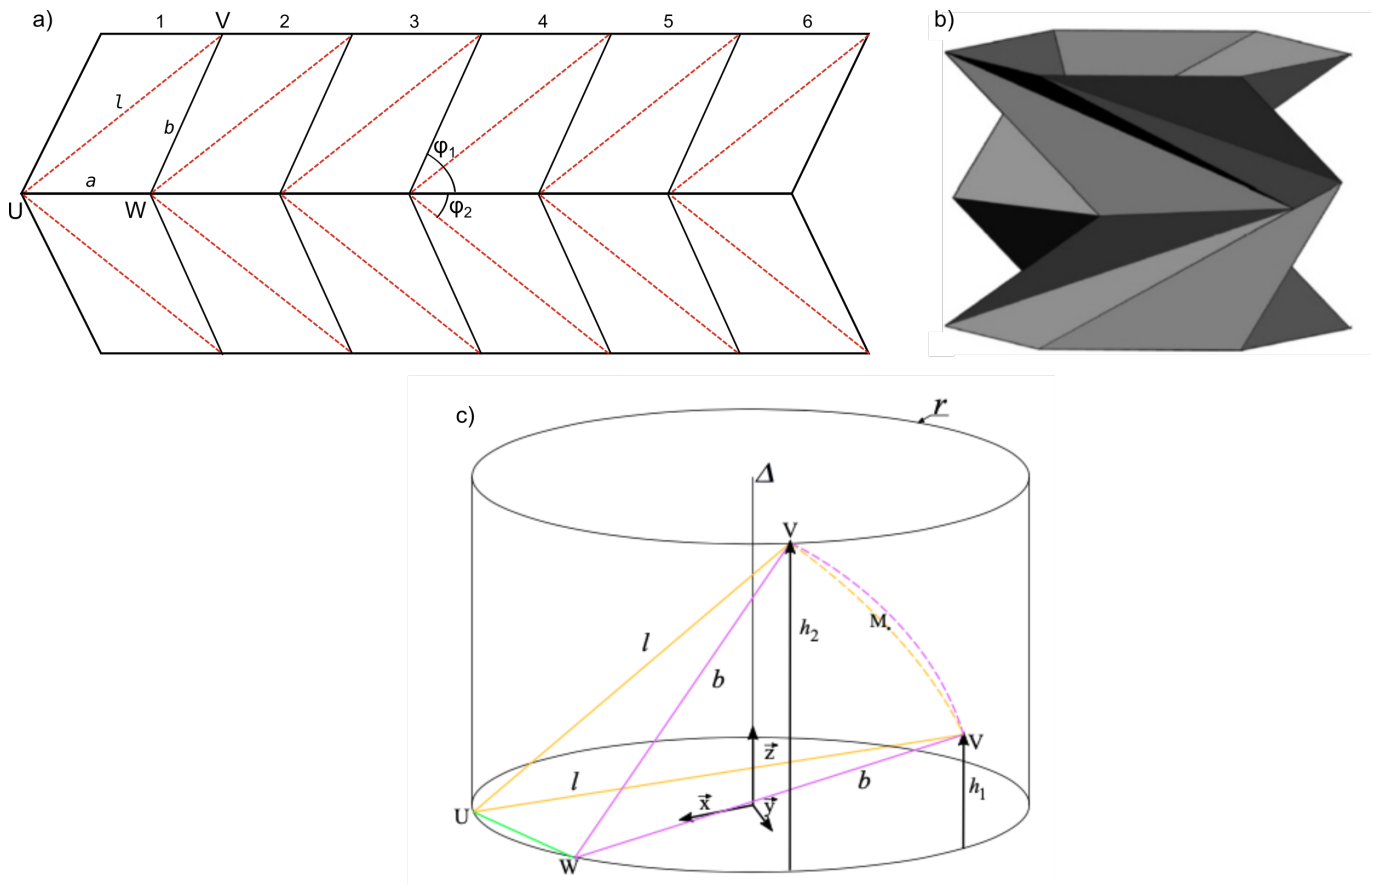 a)
1 V 2 3 4 5 6
l
b
φ1
a
U W φ2
b)
c)
r
Δ
V
M.
l h2
b
z⃗ V
l b h1
U x⃗ y⃗
W